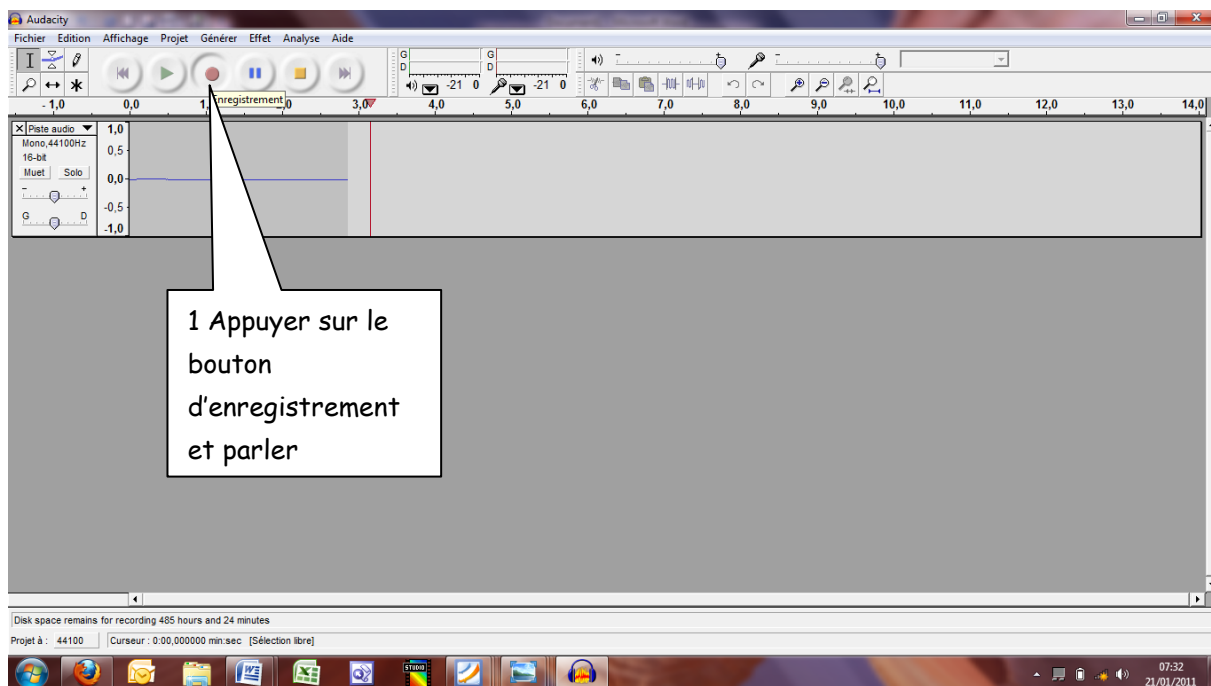 Audacity
Fichier Edition Affichage Projet Générer Effet Analyse Aide
G G
D D
-21 0 -21 0
- 1,0 0,0 1, 0 3,0 4,0 5,0 6,0 7,0 8,0 9,0 10,0 11,0 12,0 13,0 14,0
Enregistrement
Piste audio 1,0
Mono,44100Hz
16-bit 0,5
Muet Solo 0,0
- +
G D -0,5
-1,0
1 Appuyer sur le
bouton
d'enregistrement
et parler
Disk space remains for recording 485 hours and 24 minutes
Projet à : 44100 Curseur : 0:00,000000 min:sec [Sélection libre]
STUDIO
07:32
21/01/2011